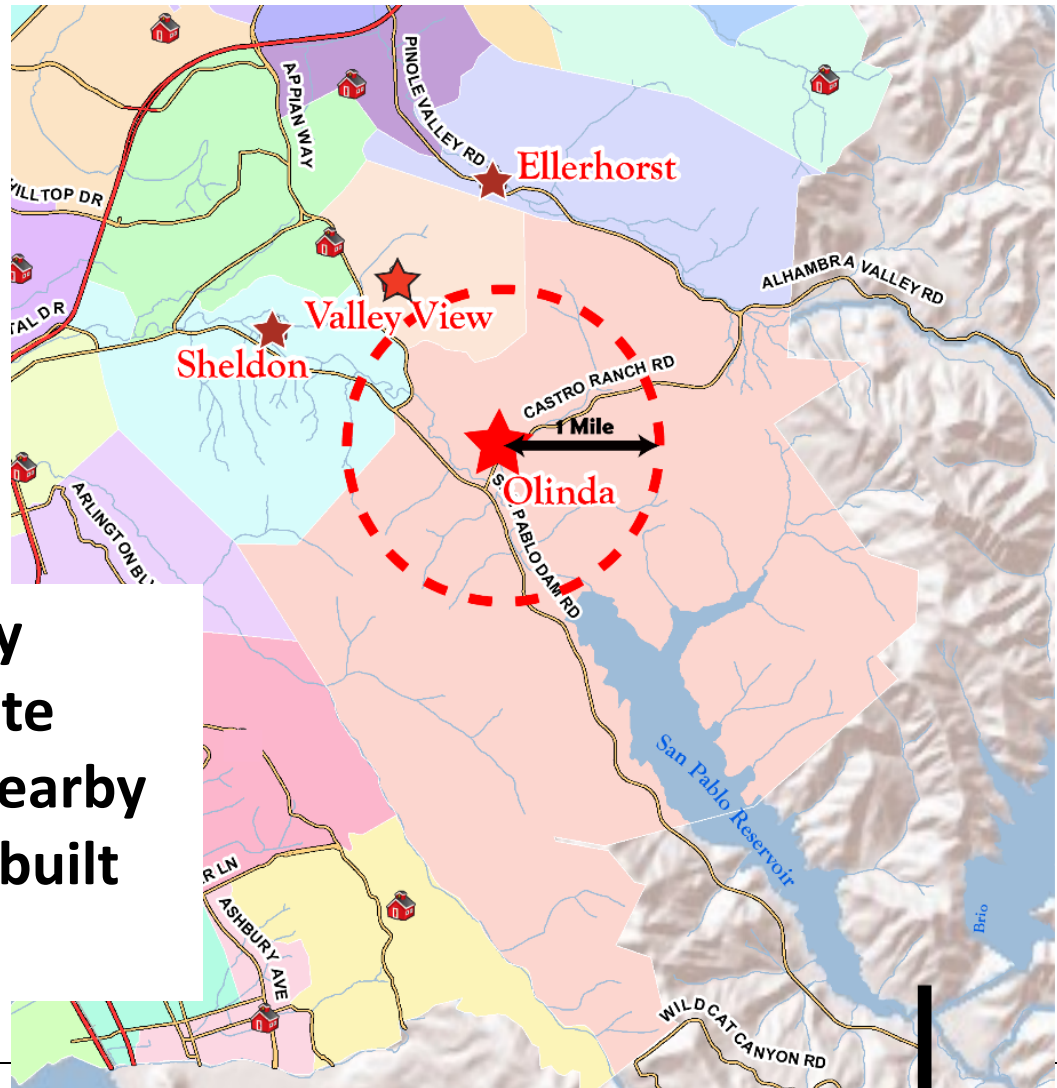 APPIAN WAY
PINOLE VALLEY RD
Ellerhorst
ILLTOP DR
ALHAMBRA VALLEY RD
TAL DR
Valley View
Sheldon
CASTRO RANCH RD
1 Mile
Olinda
PABLO DAM RD
ARLINGTON BL
y
te
earby
built
San Pablo Reservoir
R LN
ASHBURY AVE
Brio
WILDCAT CANYON RD